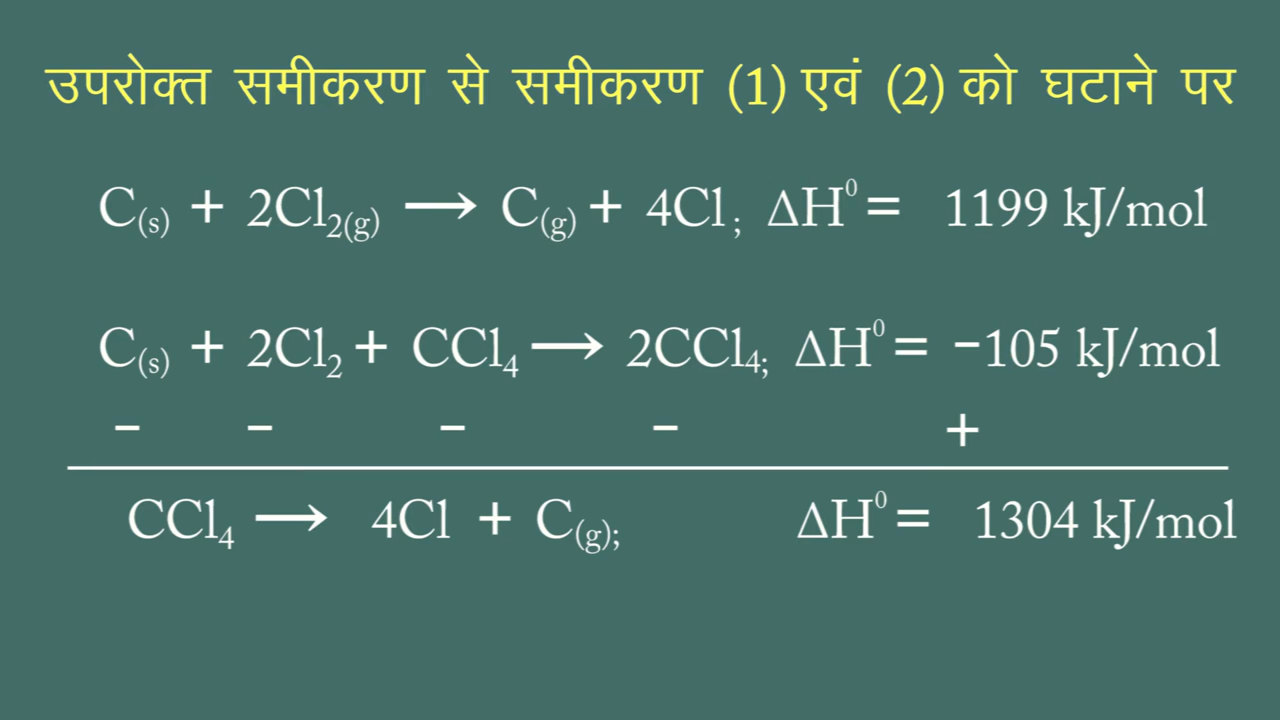 उपरोक्त समीकरण से समीकरण (1) एवं (2) को घटाने पर
C(s) + 2Cl2(g) ⟶ C(g) + 4Cl ; ΔH⁰ = 1199 kJ/mol
C(s) + 2Cl2 + CCl4 ⟶ 2CCl4; ΔH⁰ = −105 kJ/mol
− − − − +
CCl4 ⟶ 4Cl + C(g); ΔH⁰ = 1304 kJ/mol